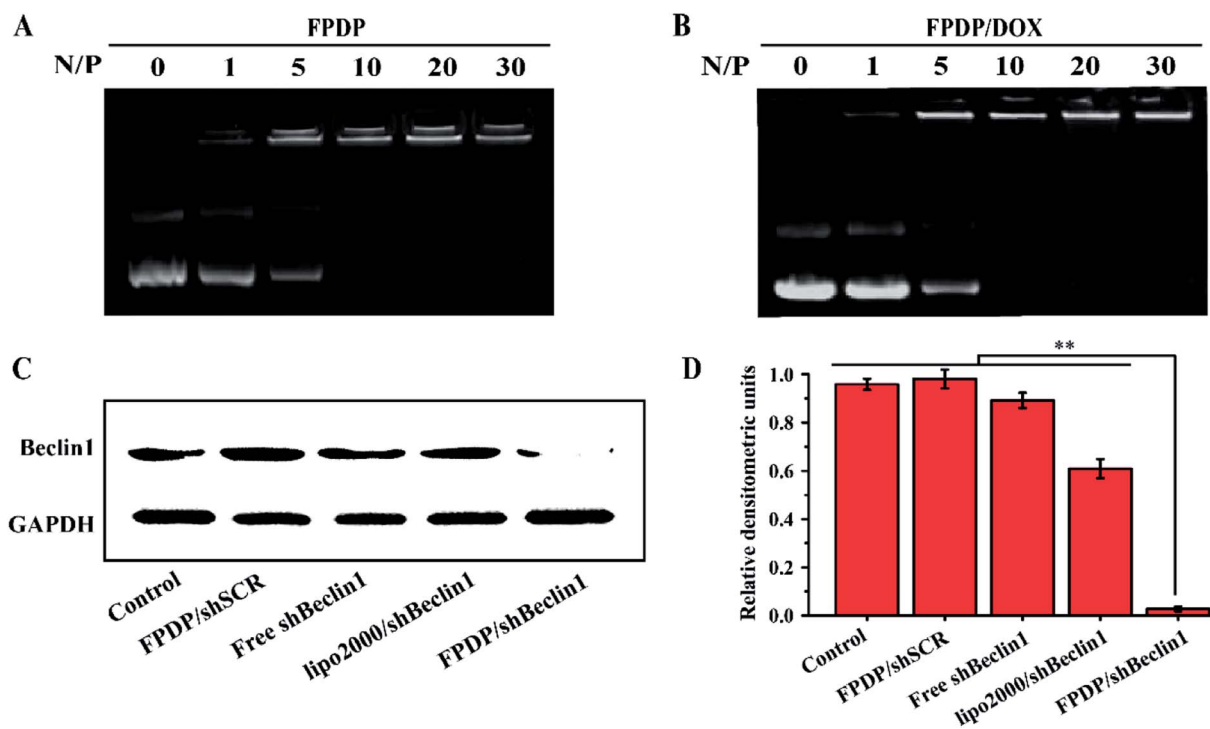 A
FPDP
N/P 0 1 5 10 20 30
B
FPDP/DOX
N/P 0 1 5 10 20 30
C
Beclin1
GAPDH
Control
FPDP/shSCR
Free shBeclin1
lipo2000/shBeclin1
FPDP/shBeclin1
D
**
Relative densitometric units
1.0
0.8
0.6
0.4
0.2
0.0
Control
FPDP/shSCR
Free shBeclin1
lipo2000/shBeclin1
FPDP/shBeclin1